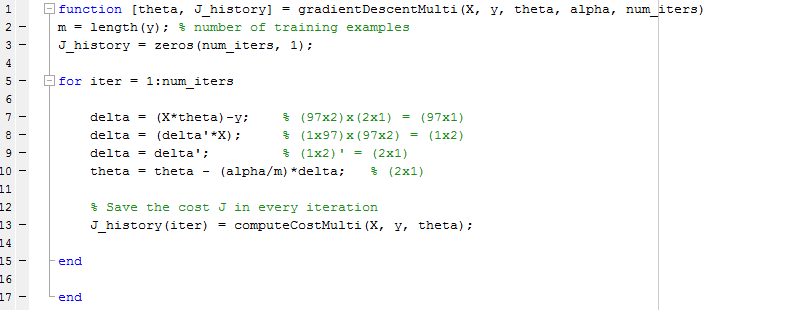 1 function [theta, J_history] = gradientDescentMulti(X, y, theta, alpha, num_iters)
2 - m = length(y); % number of training examples
3 - J_history = zeros(num_iters, 1);
4
5 - for iter = 1:num_iters
6
7 - delta = (X*theta)-y; % (97x2)x(2x1) = (97x1)
8 - delta = (delta'*X); % (1x97)x(97x2) = (1x2)
9 - delta = delta'; % (1x2)' = (2x1)
10 - theta = theta - (alpha/m)*delta; % (2x1)
11
12 % Save the cost J in every iteration
13 - J_history(iter) = computeCostMulti(X, y, theta);
14
15 - end
16
17 - end